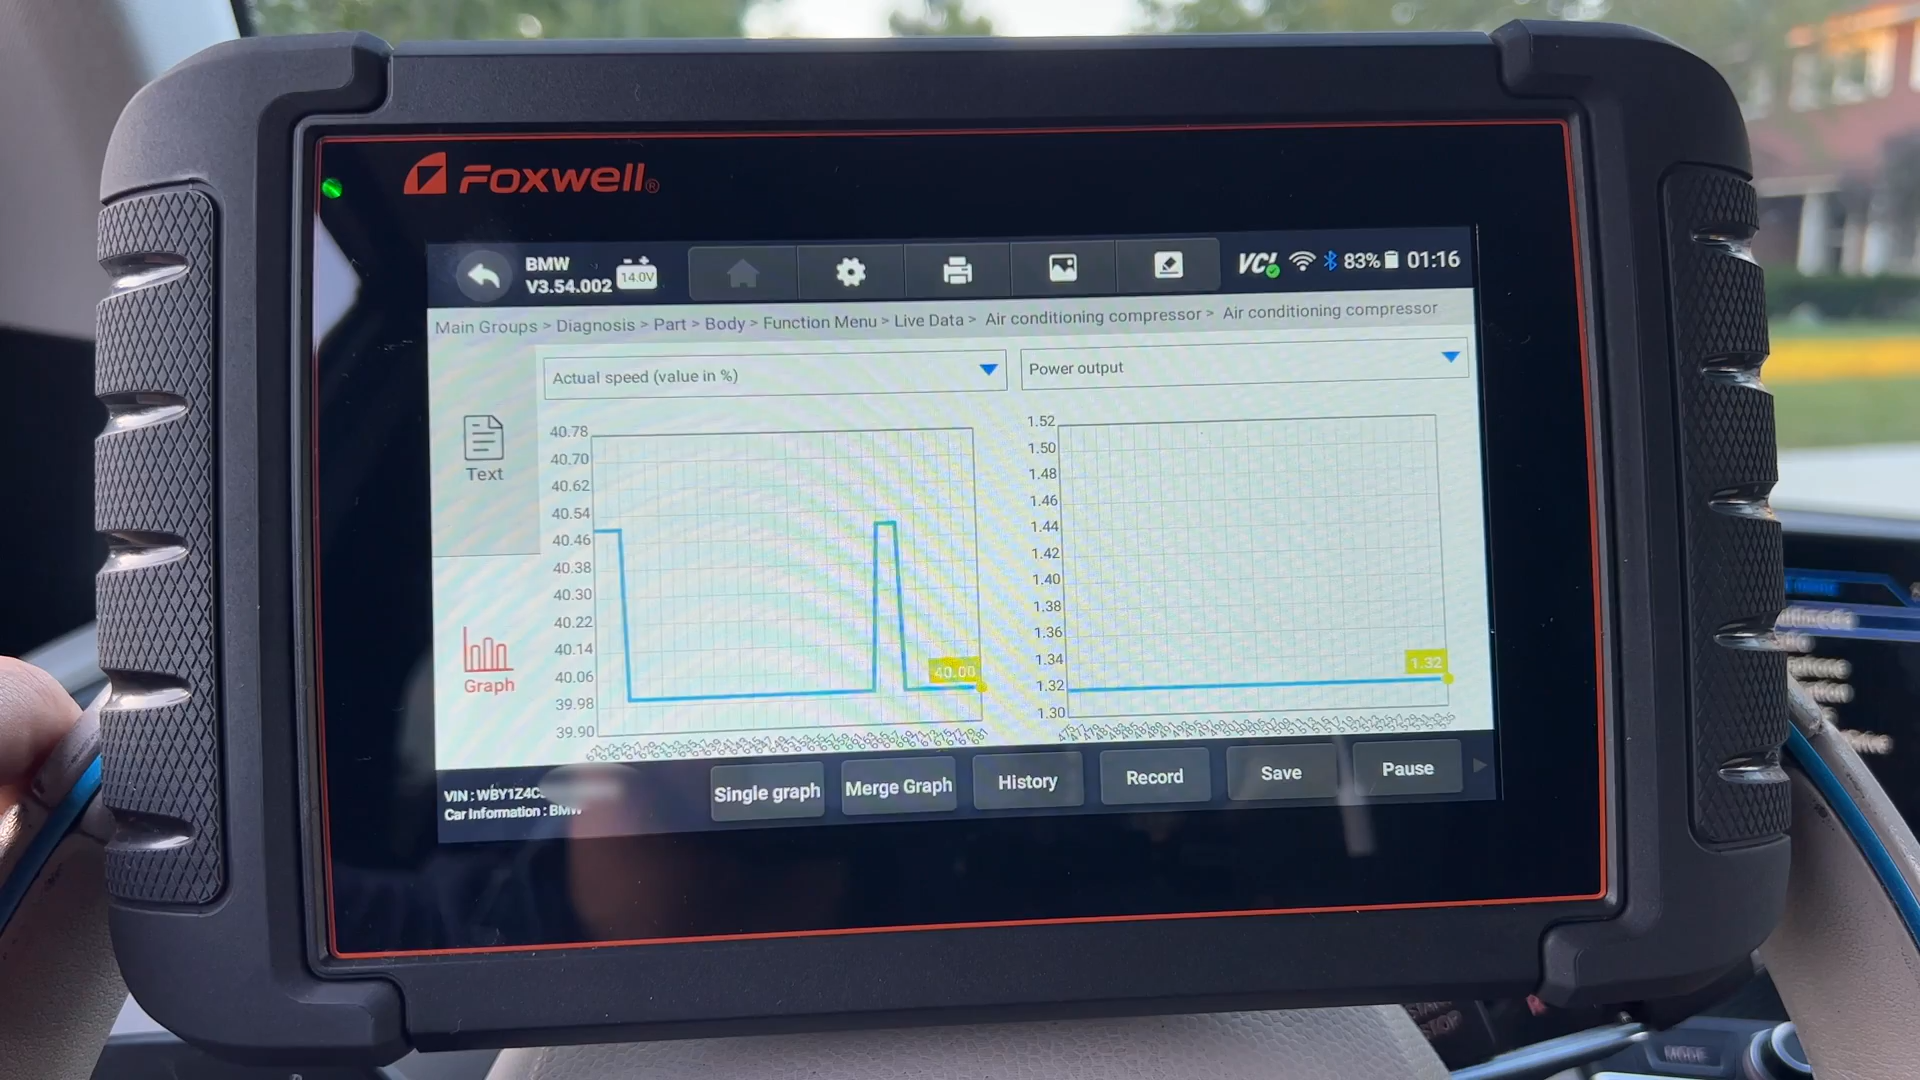 FOXWELL®
BMW
V3.54.002
14.0V
VCI
83%
01:16
Main Groups > Diagnosis > Part > Body > Function Menu > Live Data > Air conditioning compressor > Air conditioning compressor
Actual speed (value in %)
Power output
Text
Graph
40.78
40.70
40.62
40.54
40.46
40.38
40.30
40.22
40.14
40.06
39.98
39.90
40.00
1.52
1.50
1.48
1.46
1.44
1.42
1.40
1.38
1.36
1.34
1.32
1.30
1.32
VIN : WBY1Z4C
Car Information : BMW
Single graph
Merge Graph
History
Record
Save
Pause
MODE